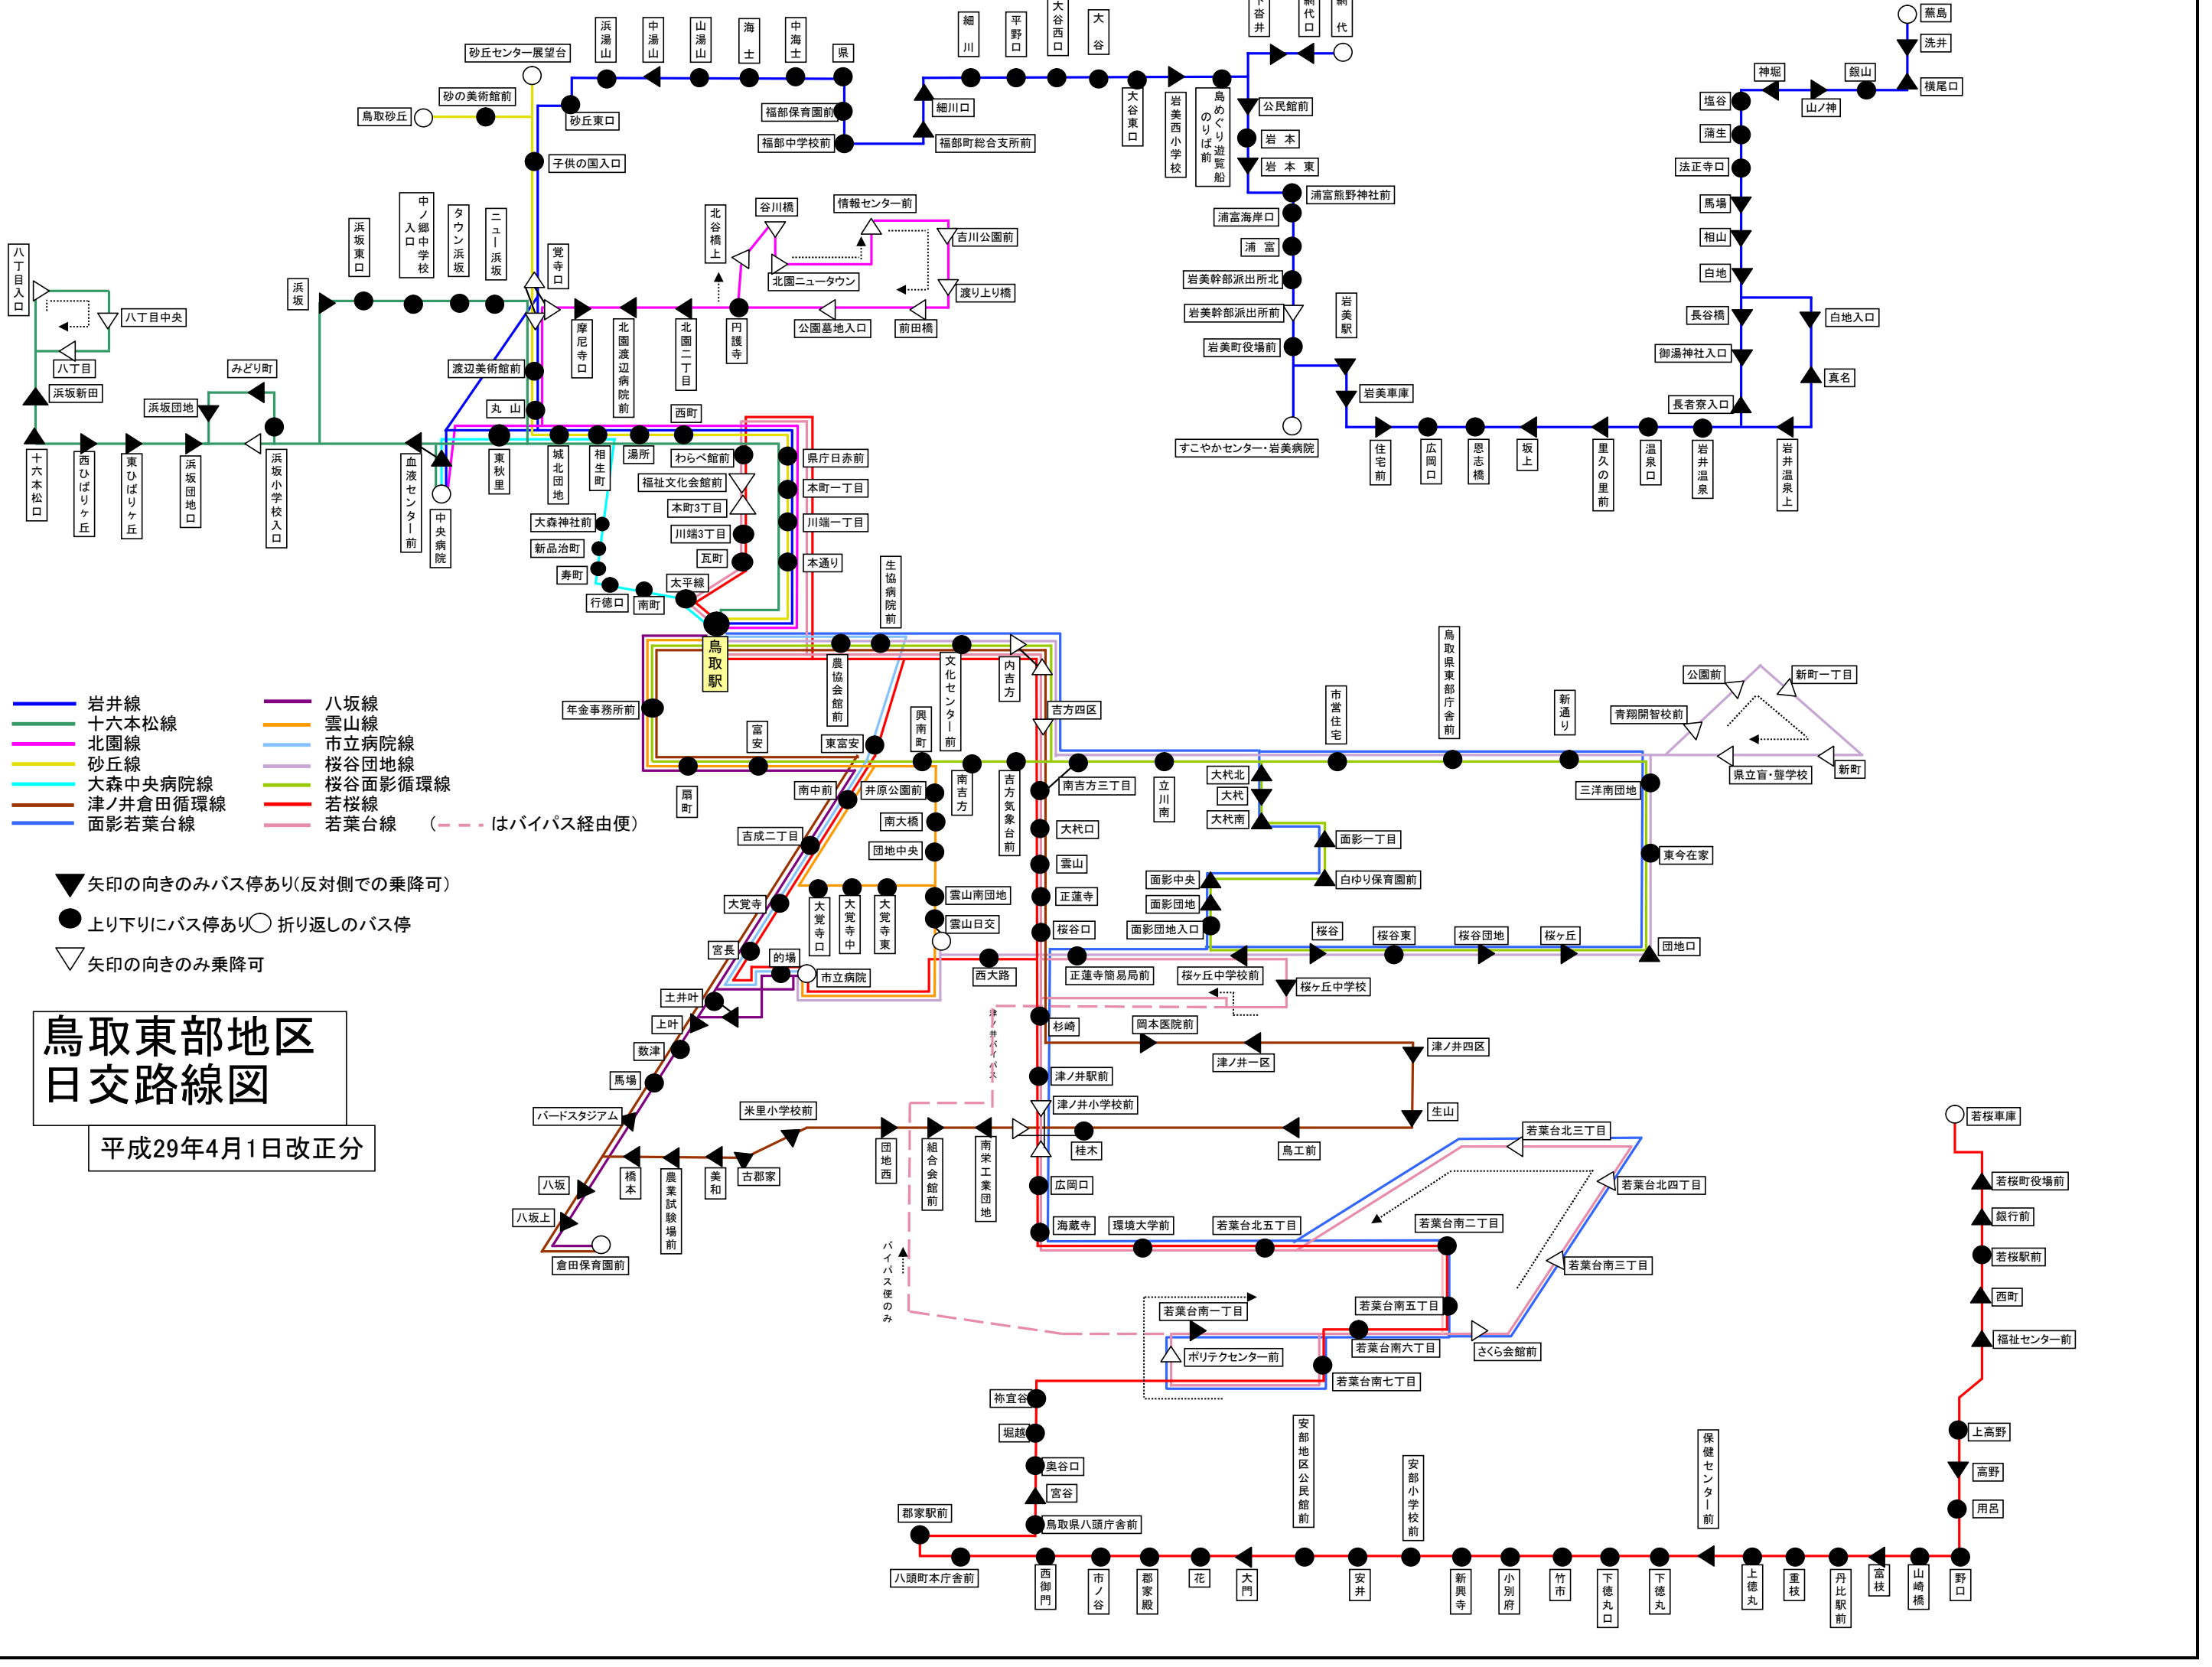 蕪島
洗井
横尾口
銀山
神堀
山ノ神
塩谷
蒲生
法正寺口
馬場
相山
白地
長谷橋
白地入口
御湯神社入口
真名
長者寮入口
岩井温泉上
岩井温泉
温泉口
里久の里前
坂上
恩志橋
広岡口
住宅前
岩美車庫
岩美駅
すこやかセンター・岩美病院
岩美町役場前
岩美幹部派出所前
岩美幹部派出所北
浦富
浦富海岸口
浦富熊野神社前
岩本東
岩本
公民館前
網代口
島めぐり遊覧船のりば前
岩美西小学校
大谷東口
大谷
大谷西口
平野口
細川
細川口
福部町総合支所前
福部中学校前
福部保育園前
県
中海士
海士
山湯山
中湯山
浜湯山
砂丘東口
砂丘センター展望台
砂の美術館前
鳥取砂丘
子供の国入口
覚寺口
ニュー浜坂
タウン浜坂
中ノ郷中学校入口
浜坂東口
浜坂
八丁目入口
八丁目中央
八丁目
浜坂新田
みどり町
浜坂団地
十六本松口
西ひばりヶ丘
東ひばりヶ丘
浜坂団地口
浜坂小学校入口
血液センター前
中央病院
渡辺美術館前
丸山
摩尼寺口
北園渡辺病院前
北園二丁目
円護寺
北谷橋上
谷川橋
情報センター前
北園ニュータウン
吉川公園前
渡り上り橋
前田橋
公園墓地入口
東秋里
城北団地
相生町
湯所
西町
わらべ館前
福祉文化会館前
本町3丁目
川端3丁目
瓦町
県庁日赤前
本町一丁目
川端一丁目
本通り
大森神社前
新品治町
寿町
行徳口
南町
太平線
鳥取駅
生協病院前
農協会館前
文化センター前
内吉方
吉方四区
年金事務所前
富安
扇町
東富安
興南町
南吉方
吉方気象台前
南吉方三丁目
立川南
市営住宅
鳥取県東部庁舎前
新通り
公園前
新町一丁目
青翔開智校前
県立盲・聾学校
新町
三洋南団地
東今在家
団地口
大杙北
大杙
大杙南
面影一丁目
白ゆり保育園前
面影中央
面影団地
面影団地入口
桜谷
桜谷東
桜谷団地
桜ヶ丘
桜ヶ丘中学校前
桜ヶ丘中学校
正蓮寺簡易局前
西大路
大杙口
雲山
正蓮寺
桜谷口
南中前
井原公園前
南大橋
団地中央
雲山南団地
雲山日交
大覚寺口
大覚寺中
大覚寺東
吉成二丁目
大覚寺
宮長
的場
市立病院
土井叶
上叶
数津
馬場
バードスタジアム
八坂
八坂上
倉田保育園前
橋本
農業試験場前
美和
古郡家
米里小学校前
団地西
組合会館前
南栄工業団地
桂木
杉崎
津ノ井バイパス
岡本医院前
津ノ井一区
津ノ井四区
生山
鳥工前
津ノ井駅前
津ノ井小学校前
広岡口
海蔵寺
環境大学前
若葉台北五丁目
若葉台南二丁目
若葉台北三丁目
若葉台北四丁目
若葉台南三丁目
さくら会館前
若葉台南五丁目
若葉台南六丁目
若葉台南七丁目
若葉台南一丁目
ポリテクセンター前
バイパス便のみ
祢宜谷
堀越
奥谷口
宮谷
鳥取県八頭庁舎前
郡家駅前
八頭町本庁舎前
西御門
市ノ谷
郡家殿
花
大門
安部地区公民館前
安井
安部小学校前
新興寺
小別府
竹市
下徳丸口
下徳丸
保健センター前
上徳丸
重枝
丹比駅前
富枝
山崎橋
野口
用呂
高野
上高野
福祉センター前
西町
若桜駅前
銀行前
若桜町役場前
若桜車庫
岩井線
十六本松線
北園線
砂丘線
大森中央病院線
津ノ井倉田循環線
面影若葉台線
八坂線
雲山線
市立病院線
桜谷団地線
桜谷面影循環線
若桜線
若葉台線 （ はバイパス経由便）
矢印の向きのみバス停あり（反対側での乗降可）
上り下りにバス停あり 折り返しのバス停
矢印の向きのみ乗降可
鳥取東部地区
日交路線図
平成29年4月1日改正分